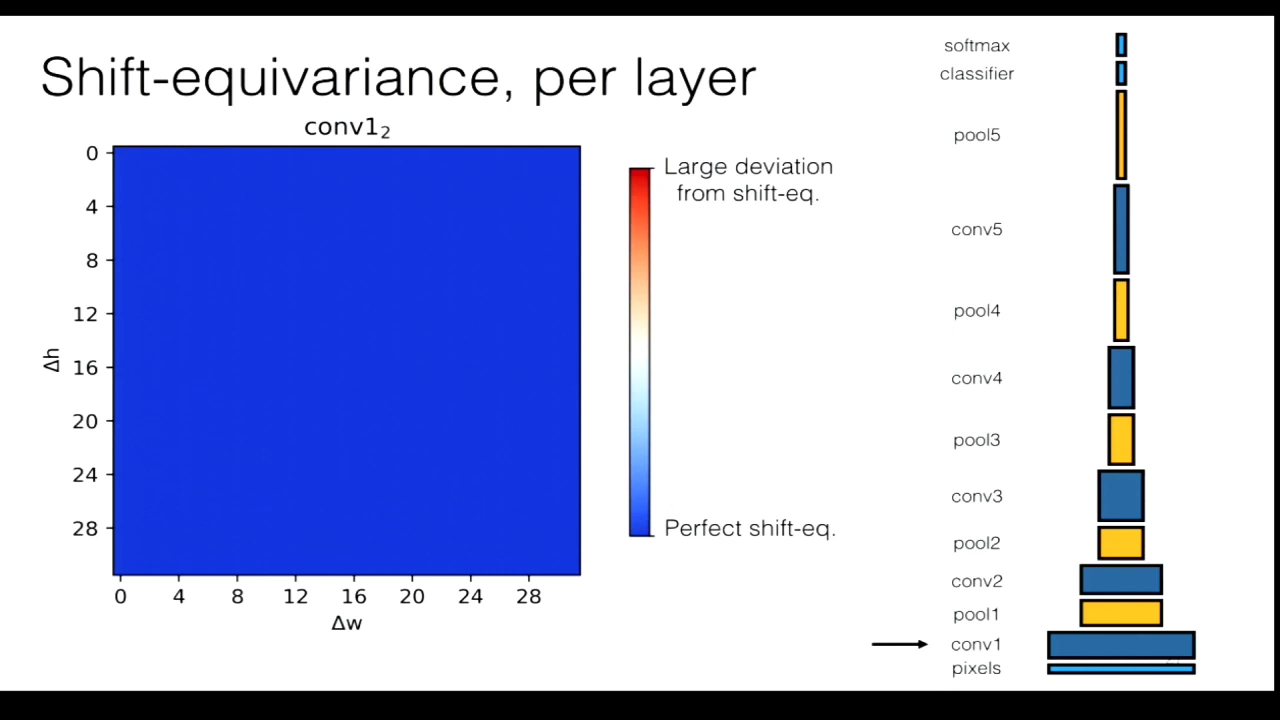 Shift-equivariance, per layer
conv1₂
0
4
8
12
16
20
24
28
Δh
0 4 8 12 16 20 24 28
Δw
Large deviation
from shift-eq.
Perfect shift-eq.
softmax
classifier
pool5
conv5
pool4
conv4
pool3
conv3
pool2
conv2
pool1
conv1
pixels